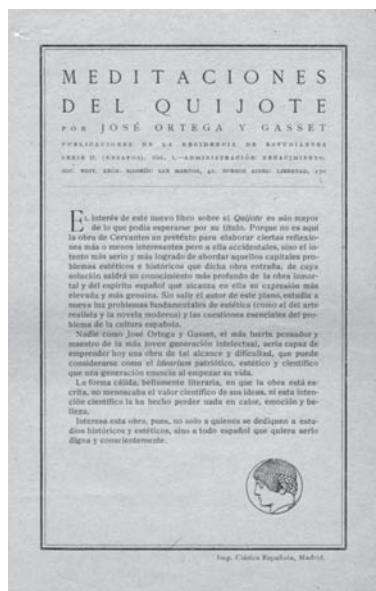 MEDITACIONES
DEL QUIJOTE
POR JOSÉ ORTEGA Y GASSET
PUBLICACIONES DE LA RESIDENCIA DE ESTUDIANTES
SERIE II. (ENSAYOS). VOL. I.—ADMINISTRACIÓN: RENACIMIENTO.
SOC. EDIT. MADRID: SAN MARCOS, 42. BUENOS AIRES: LIBERTAD, 170
EL interés de este nuevo libro sobre el Quijote es aún mayor
de lo que podía esperarse por su título. Porque no es aquí
la obra de Cervantes un pretexto para elaborar ciertas reflexio-
nes más o menos interesantes pero a ella accidentales, sino el in-
tento más serio y más logrado de abordar aquellos capitales pro-
blemas estéticos e históricos que dicha obra entraña, de cuya
solución saldrá un conocimiento más profundo de la obra inmor-
tal y del espíritu español que alcanza en ella su expresión más
elevada y más genuina. Sin salir el autor de este plano, estudia a
nueva luz problemas fundamentales de estética (como el del arte
realista y la novela moderna) y las cuestiones esenciales del pro-
blema de la cultura española.
Nadie como José Ortega y Gasset, el más fuerte pensador y
maestro de la más joven generación intelectual, sería capaz de
emprender hoy una obra de tal alcance y dificultad, que puede
considerarse como el idearium patriótico, estético y científico
que una generación enuncia al empezar su vida.
La forma cálida, bellamente literaria, en que la obra está es-
crita, no menoscaba el valor científico de sus ideas, ni esta inten-
ción científica la ha hecho perder nada en calor, emoción y be-
lleza.
Interesa esta obra, pues, no solo a quienes se dediquen a estu-
dios históricos y estéticos, sino a todo español que quiera serlo
digna y conscientemente.
Imp. Clásica Española, Madrid.